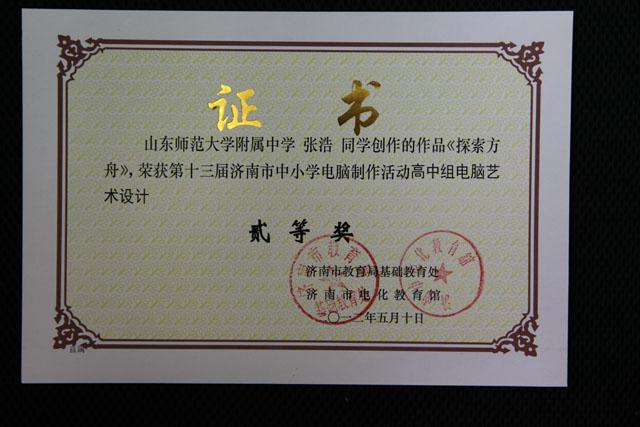 证 书
山东师范大学附属中学 张浩 同学创作的作品《探索方
舟》,荣获第十三届济南市中小学电脑制作活动高中组电脑艺
术设计
贰 等 奖
济南市教育局基础教育处
济南市电化教育馆
二〇一二年五月十日